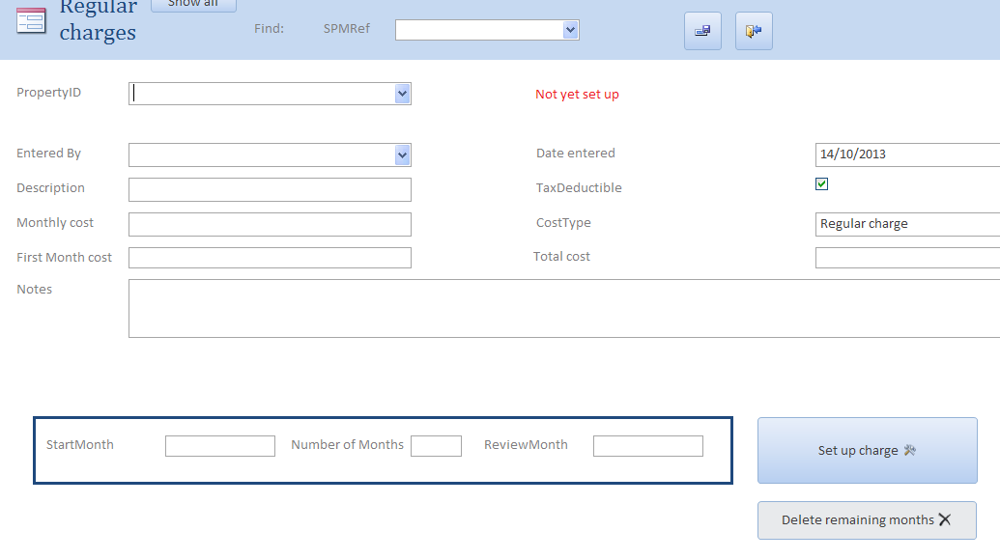 Regular
charges
Show all
Find: SPMRef
PropertyID
Not yet set up
Entered By
Date entered 14/10/2013
Description
TaxDeductible
Monthly cost
CostType Regular charge
First Month cost
Total cost
Notes
StartMonth
Number of Months
ReviewMonth
Set up charge
Delete remaining months